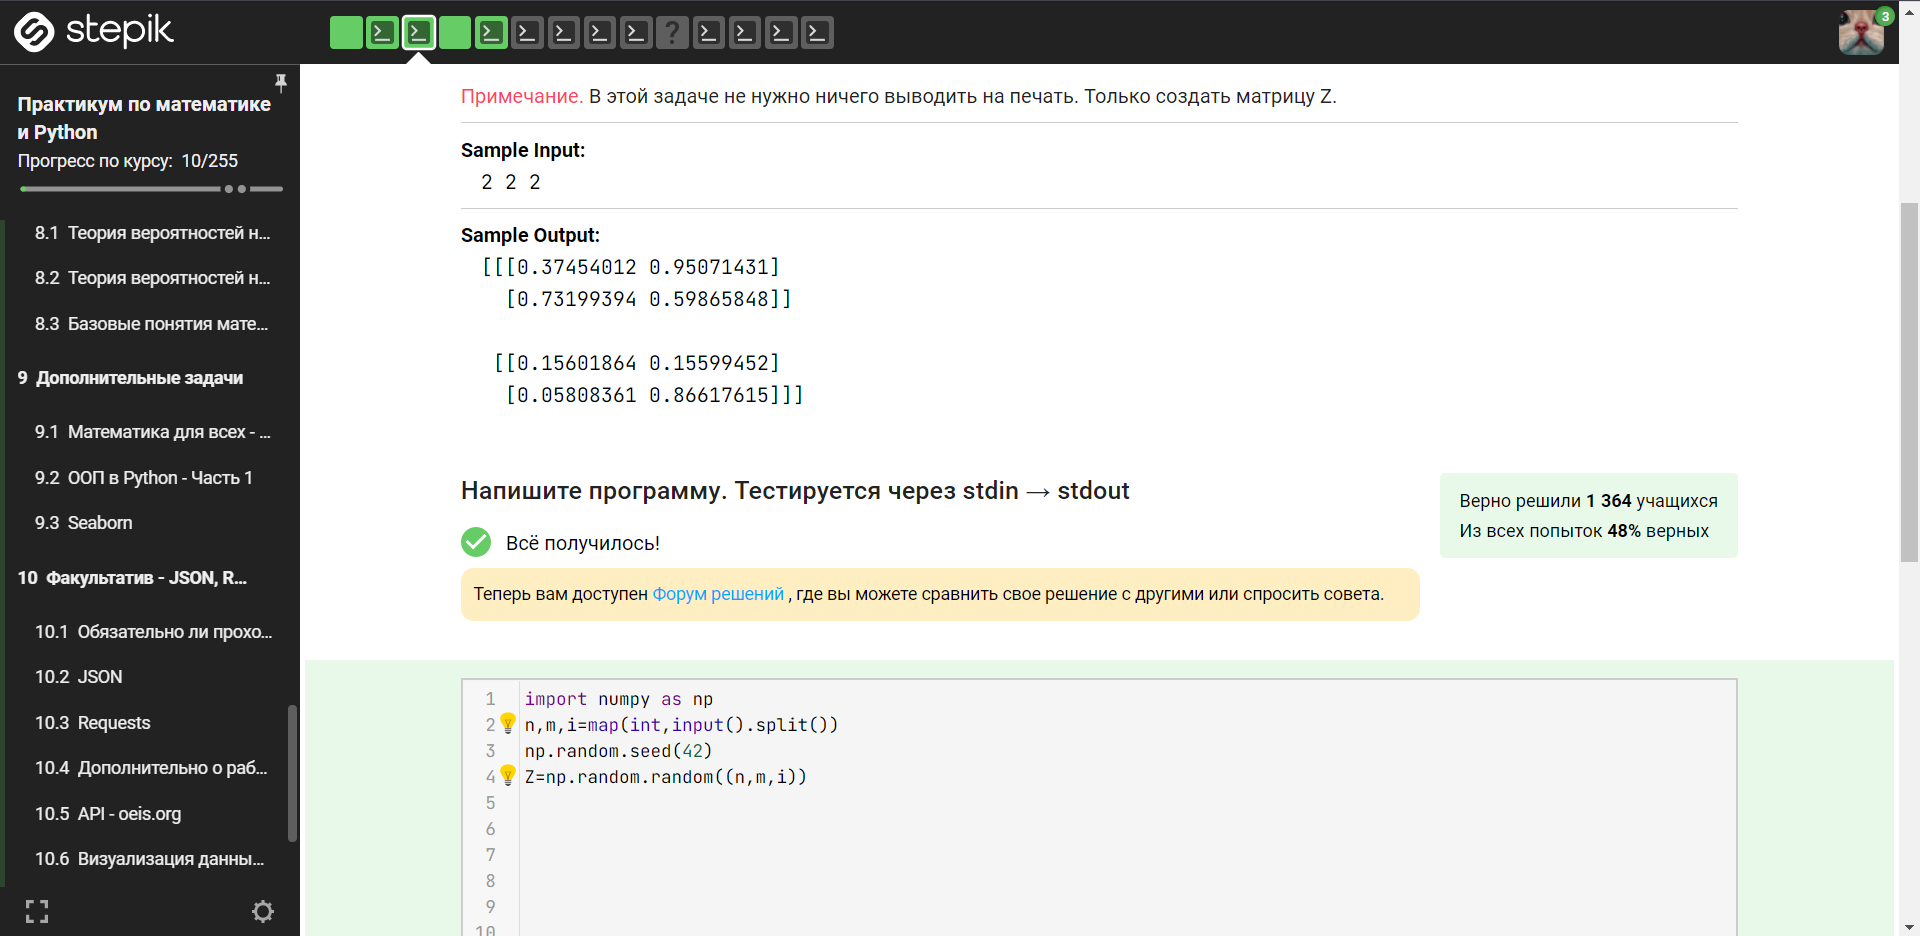 stepik
?
3
Практикум по математике
и Python
Прогресс по курсу: 10/255
8.1 Теория вероятностей н...
8.2 Теория вероятностей н...
8.3 Базовые понятия мате...
9 Дополнительные задачи
9.1 Математика для всех - ...
9.2 ООП в Python - Часть 1
9.3 Seaborn
10 Факультатив - JSON, R...
10.1 Обязательно ли прохо...
10.2 JSON
10.3 Requests
10.4 Дополнительно о раб...
10.5 API - oeis.org
10.6 Визуализация данны...
Примечание. В этой задаче не нужно ничего выводить на печать. Только создать матрицу Z.
Sample Input:
2 2 2
Sample Output:
[[[0.37454012 0.95071431]
[0.73199394 0.59865848]]
[[0.15601864 0.15599452]
[0.05808361 0.86617615]]]
Напишите программу. Тестируется через stdin → stdout
Верно решили 1 364 учащихся
Из всех попыток 48% верных
Всё получилось!
Теперь вам доступен Форум решений , где вы можете сравнить свое решение с другими или спросить совета.
1 import numpy as np
2 n,m,i=map(int,input().split())
3 np.random.seed(42)
4 Z=np.random.random((n,m,i))
5
6
7
8
9
10